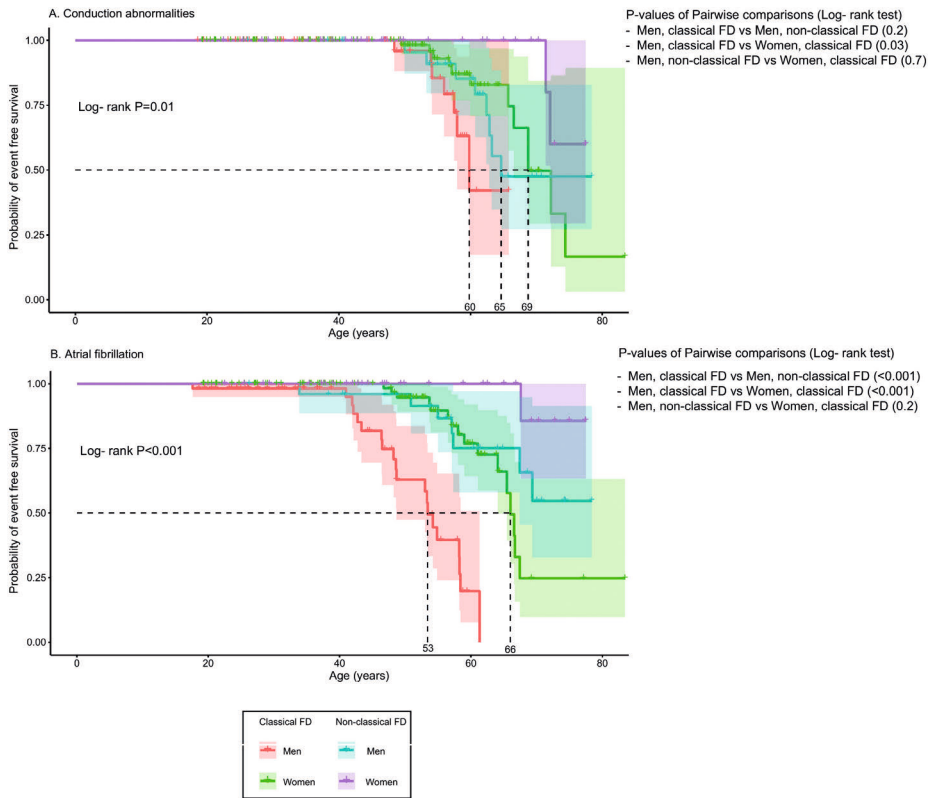 A. Conduction abnormalities
P-values of Pairwise comparisons (Log- rank test)
- Men, classical FD vs Men, non-classical FD (0.2)
- Men, classical FD vs Women, classical FD (0.03)
- Men, non-classical FD vs Women, classical FD (0.7)
Probability of event free survival
1.00
0.75
0.50
0.25
0.00
Log- rank P=0.01
60 65 69
0 20 40 60 80
Age (years)
B. Atrial fibrillation
P-values of Pairwise comparisons (Log- rank test)
- Men, classical FD vs Men, non-classical FD (<0.001)
- Men, classical FD vs Women, classical FD (<0.001)
- Men, non-classical FD vs Women, classical FD (0.2)
Probability of event free survival
1.00
0.75
0.50
0.25
0.00
Log- rank P<0.001
53 66
0 20 40 60 80
Age (years)
Classical FD Non-classical FD
Men Men
Women Women